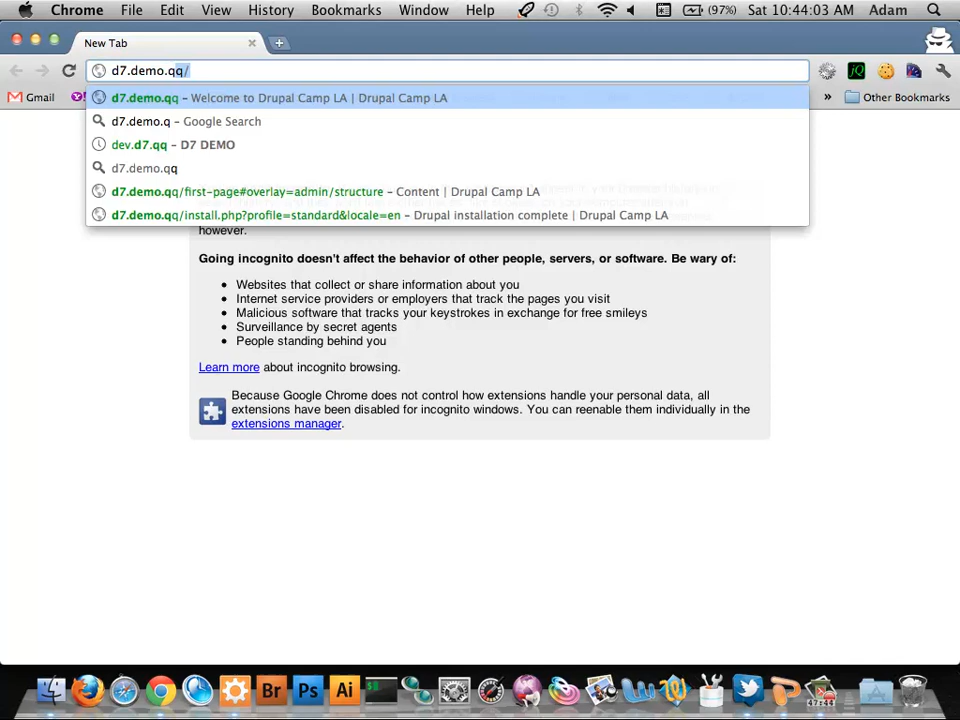 Chrome File Edit View History Bookmarks Window Help (97%) Sat 10:44:03 AM Adam
New Tab
d7.demo.qq/
Gmail
» Other Bookmarks
d7.demo.qq – Welcome to Drupal Camp LA | Drupal Camp LA
d7.demo.q – Google Search
dev.d7.qq – D7 DEMO
d7.demo.qq
d7.demo.qq/first-page#overlay=admin/structure – Content | Drupal Camp LA
d7.demo.qq/install.php?profile=standard&locale=en – Drupal installation complete | Drupal Camp LA
however.
Going incognito doesn't affect the behavior of other people, servers, or software. Be wary of:
• Websites that collect or share information about you
• Internet service providers or employers that track the pages you visit
• Malicious software that tracks your keystrokes in exchange for free smileys
• Surveillance by secret agents
• People standing behind you
Learn more about incognito browsing.
Because Google Chrome does not control how extensions handle your personal data, all
extensions have been disabled for incognito windows. You can reenable them individually in the
extensions manager.
Br Ps Ai
47:44